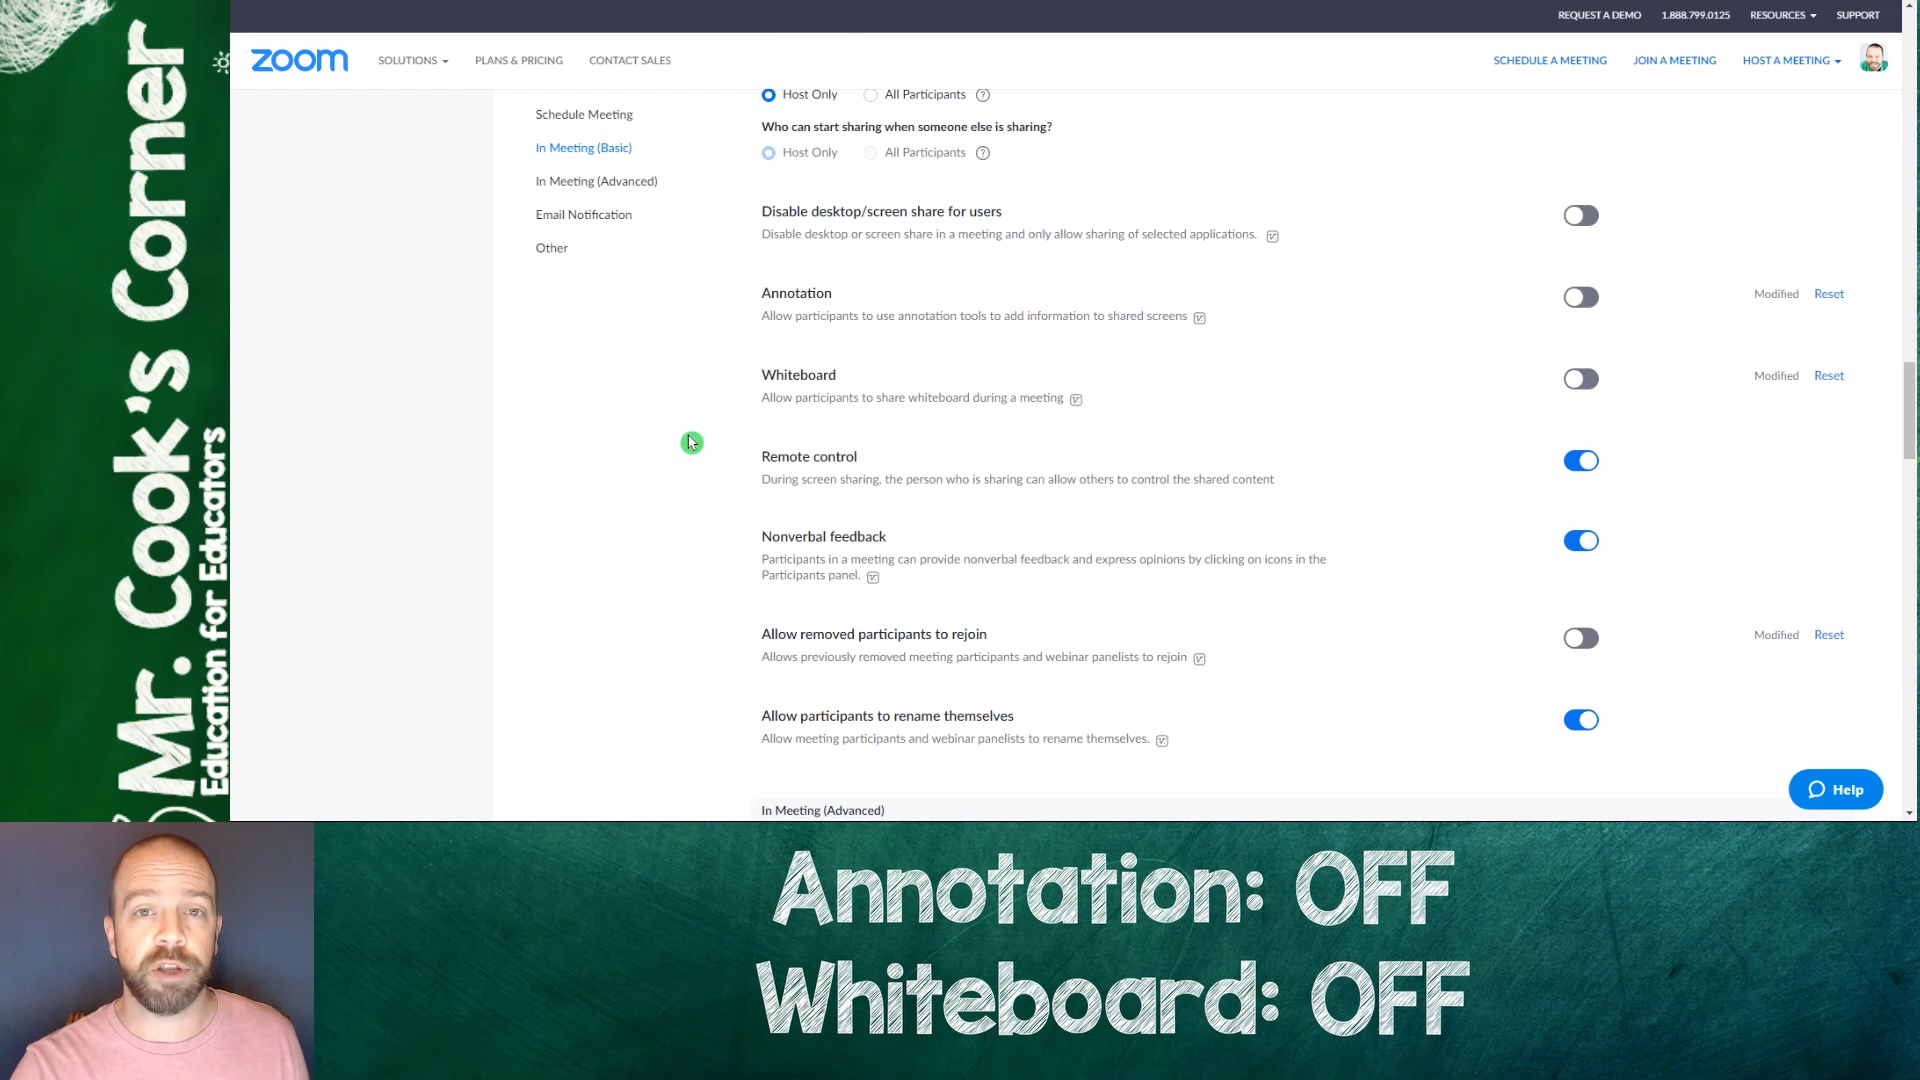 Mr. Cook's Corner
Education for Educators
REQUEST A DEMO 1.888.799.0125 RESOURCES SUPPORT
zoom SOLUTIONS PLANS & PRICING CONTACT SALES SCHEDULE A MEETING JOIN A MEETING HOST A MEETING
Schedule Meeting
In Meeting (Basic)
In Meeting (Advanced)
Email Notification
Other
Host Only All Participants ?
Who can start sharing when someone else is sharing?
Host Only All Participants ?
Disable desktop/screen share for users
Disable desktop or screen share in a meeting and only allow sharing of selected applications.
Annotation
Modified Reset
Allow participants to use annotation tools to add information to shared screens
Whiteboard
Modified Reset
Allow participants to share whiteboard during a meeting
Remote control
During screen sharing, the person who is sharing can allow others to control the shared content
Nonverbal feedback
Participants in a meeting can provide nonverbal feedback and express opinions by clicking on icons in the
Participants panel.
Allow removed participants to rejoin
Modified Reset
Allows previously removed meeting participants and webinar panelists to rejoin
Allow participants to rename themselves
Allow meeting participants and webinar panelists to rename themselves.
Help
In Meeting (Advanced)
Annotation: OFF
Whiteboard: OFF